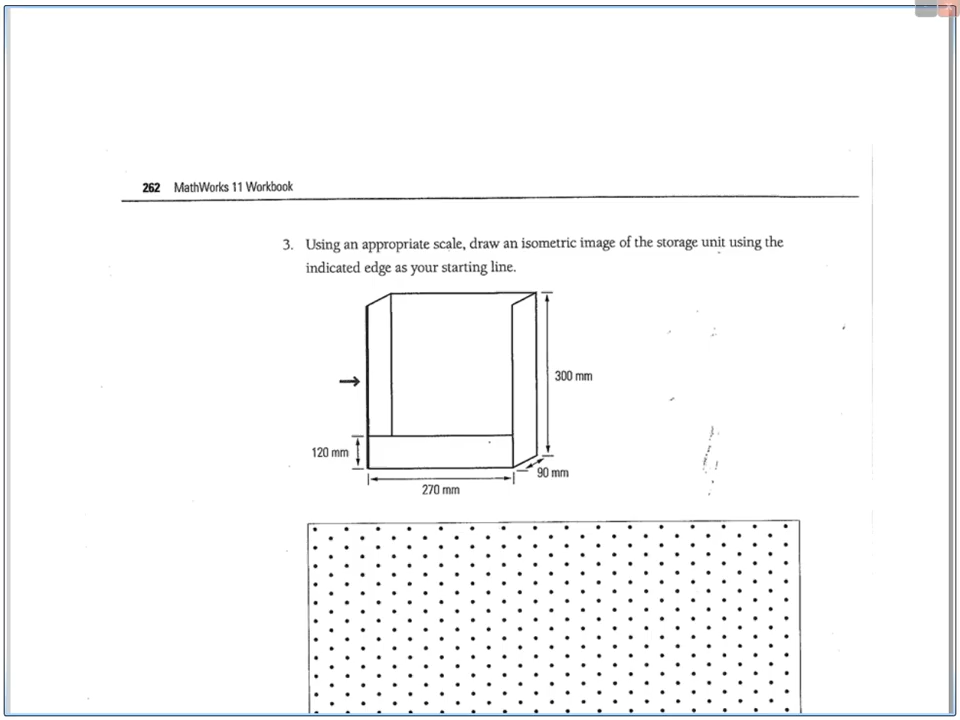 262 MathWorks 11 Workbook
3. Using an appropriate scale, draw an isometric image of the storage unit using the
indicated edge as your starting line.
300 mm
120 mm
90 mm
270 mm